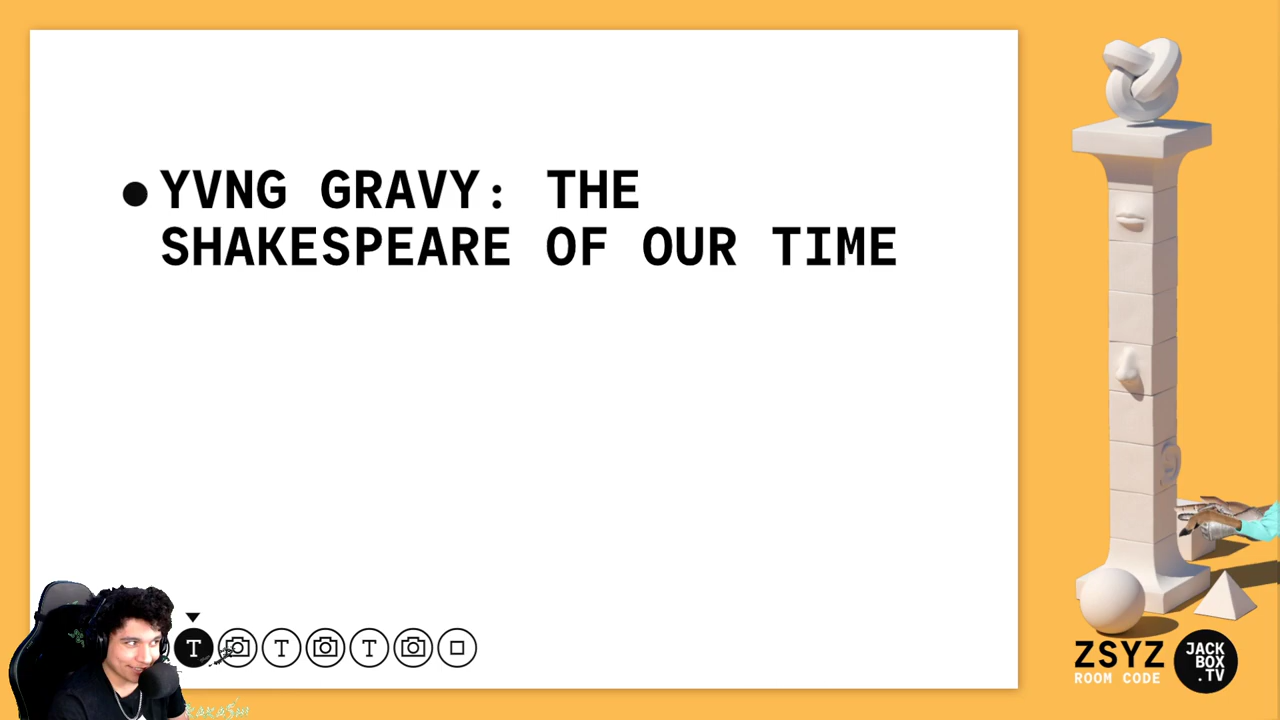 YVNG GRAVY: THE
SHAKESPEARE OF OUR TIME
T
T
T
ZSYZ
ROOM CODE
JACK
BOX
.TV